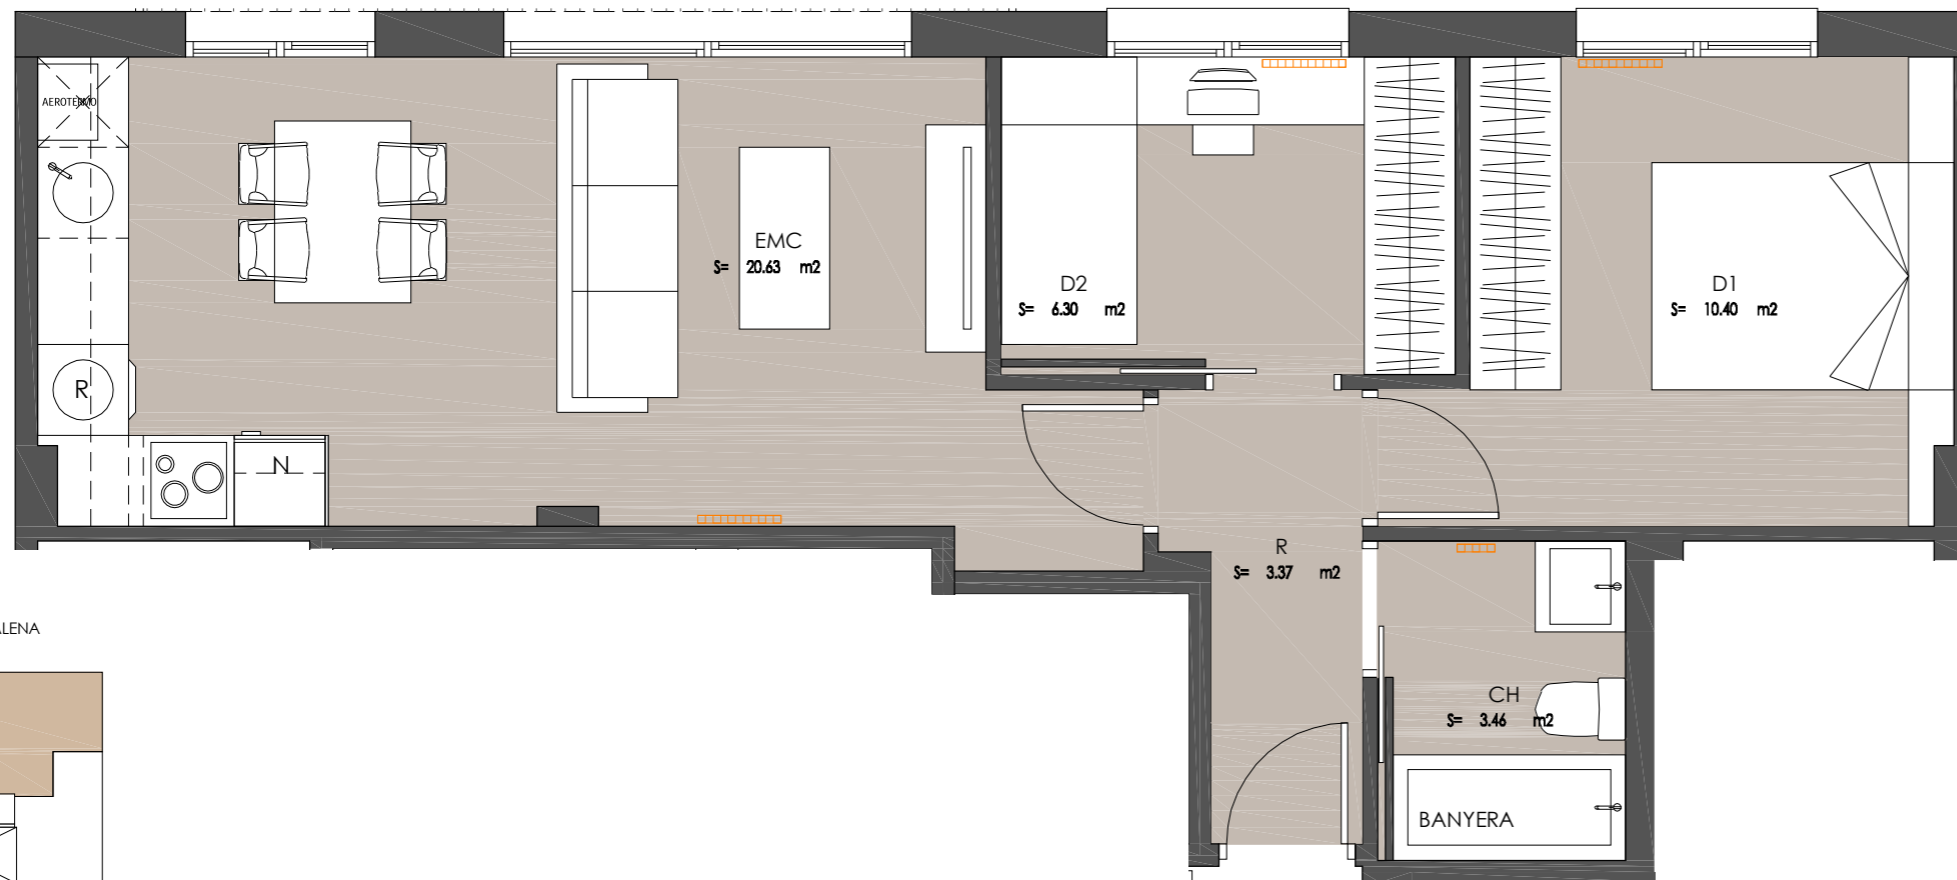 AEROTERMO
EMC
S= 20.63 m2
D2
S= 6.30 m2
D1
S= 10.40 m2
R
N
R
S= 3.37 m2
CH
S= 3.46 m2
BANYERA